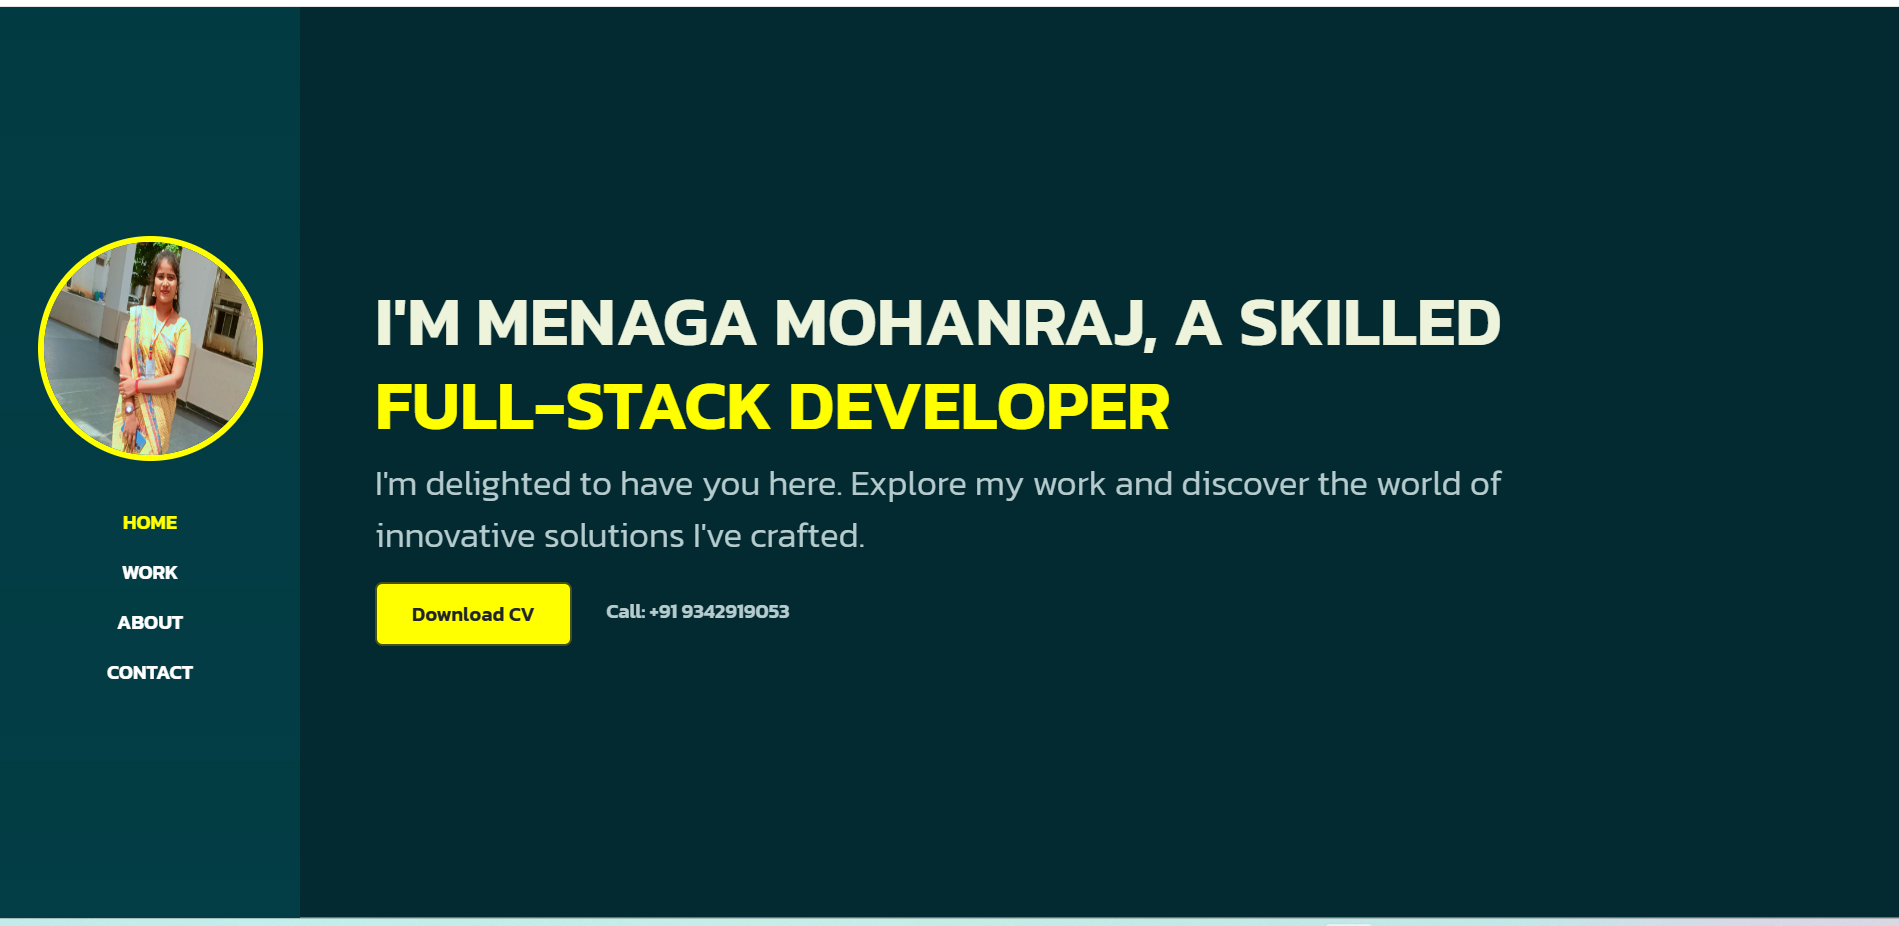 HOME
WORK
ABOUT
CONTACT
I'M MENAGA MOHANRAJ, A SKILLED
FULL-STACK DEVELOPER
I'm delighted to have you here. Explore my work and discover the world of
innovative solutions I've crafted.
Download CV
Call: +91 9342919053